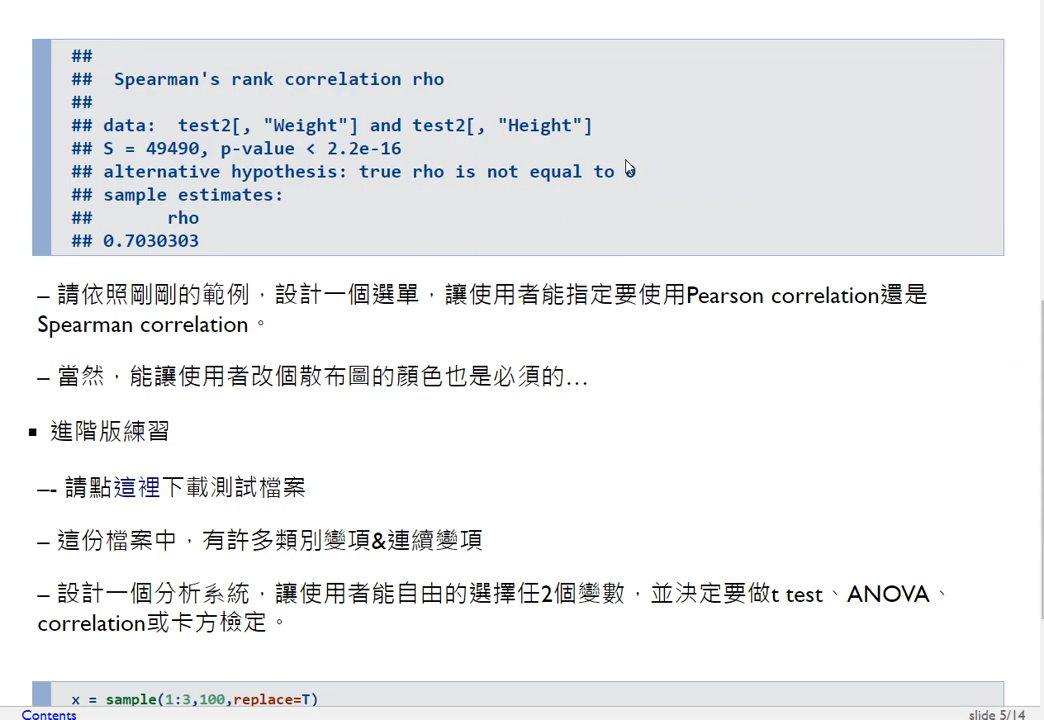 ##
##  Spearman's rank correlation rho
##
## data:  test2[, "Weight"] and test2[, "Height"]
## S = 49490, p-value < 2.2e-16
## alternative hypothesis: true rho is not equal to
## sample estimates:
##       rho
## 0.7030303
– 請依照剛剛的範例，設計一個選單，讓使用者能指定要使用Pearson correlation還是
Spearman correlation。
– 當然，能讓使用者改個散布圖的顏色也是必須的…
▪ 進階版練習
–- 請點這裡下載測試檔案
– 這份檔案中，有許多類別變項&連續變項
– 設計一個分析系統，讓使用者能自由的選擇任2個變數，並決定要做t test、ANOVA、
correlation或卡方檢定。
x = sample(1:3,100,replace=T)
Contents
slide 5/14